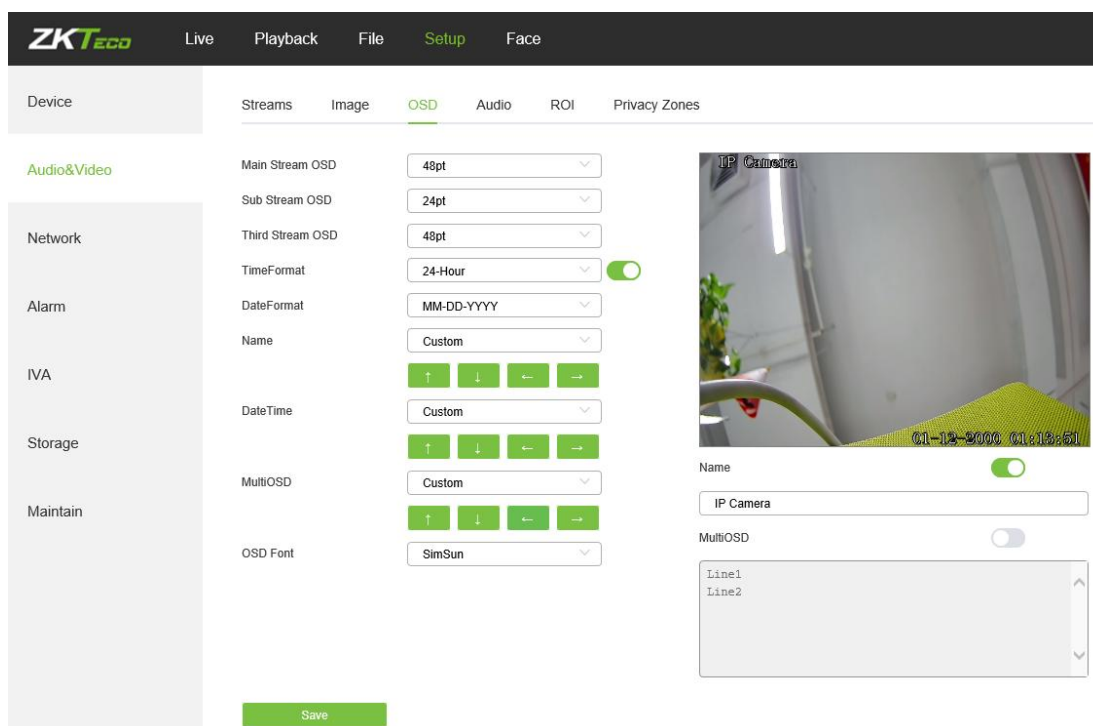 ZKTECO Live Playback File Setup Face
Device
Audio&Video
Network
Alarm
IVA
Storage
Maintain
Streams Image OSD Audio ROI Privacy Zones
Main Stream OSD 48pt
Sub Stream OSD 24pt
Third Stream OSD 48pt
TimeFormat 24-Hour
DateFormat MM-DD-YYYY
Name Custom
↑ ↓ ← →
DateTime Custom
↑ ↓ ← →
MultiOSD Custom
↑ ↓ ← →
OSD Font SimSun
Save
IP Camera
01-12-2000 01:13:51
Name
IP Camera
MultiOSD
Line1
Line2